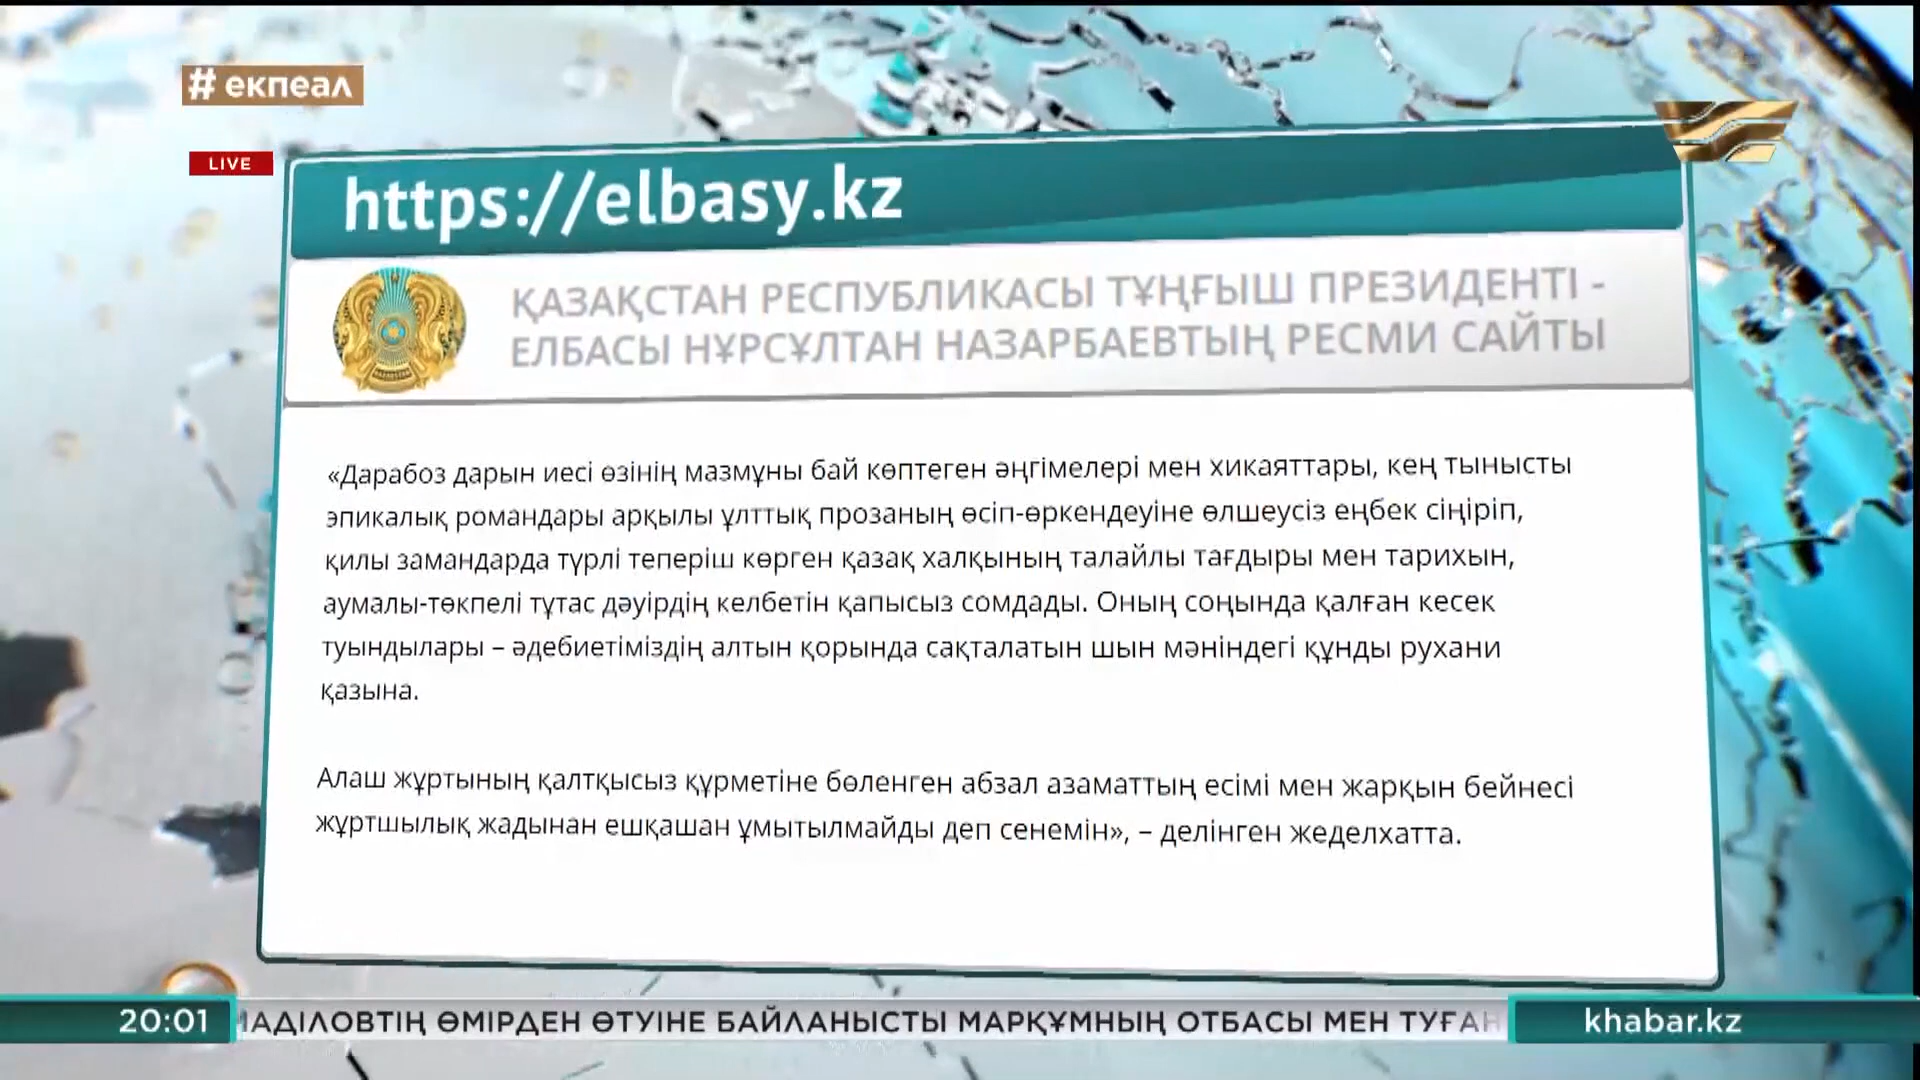 # екпеал
LIVE
https://elbasy.kz
ҚАЗАҚСТАН РЕСПУБЛИКАСЫ ТҰҢҒЫШ ПРЕЗИДЕНТІ -
ЕЛБАСЫ НҰРСҰЛТАН НАЗАРБАЕВТЫҢ РЕСМИ САЙТЫ
«Дарабоз дарын иесі өзінің мазмұны бай көптеген әңгімелері мен хикаяттары, кең тынысты
эпикалық романдары арқылы ұлттық прозаның өсіп-өркендеуіне өлшеусіз еңбек сіңіріп,
қилы замандарда түрлі теперіш көрген қазақ халқының талайлы тағдыры мен тарихын,
аумалы-төкпелі тұтас дәуірдің келбетін қапысыз сомдады. Оның соңында қалған кесек
туындылары – әдебиетіміздің алтын қорында сақталатын шын мәніндегі құнды рухани
қазына.
Алаш жұртының қалтқысыз құрметіне бөленген абзал азаматтың есімі мен жарқын бейнесі
жұртшылық жадынан ешқашан ұмытылмайды деп сенемін», – делінген жеделхатта.
20:01 МАДІЛОВТІҢ ӨМІРДЕН ӨТУІНЕ БАЙЛАНЫСТЫ МАРҚҰМНЫҢ ОТБАСЫ МЕН ТУҒАН khabar.kz